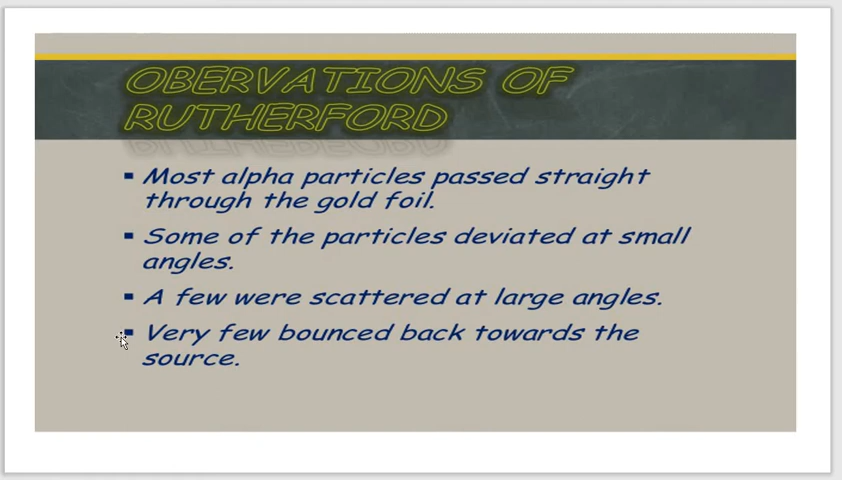 OBERVATIONS OF
RUTHERFORD
▪ Most alpha particles passed straight
through the gold foil.
▪ Some of the particles deviated at small
angles.
▪ A few were scattered at large angles.
▪ Very few bounced back towards the
source.